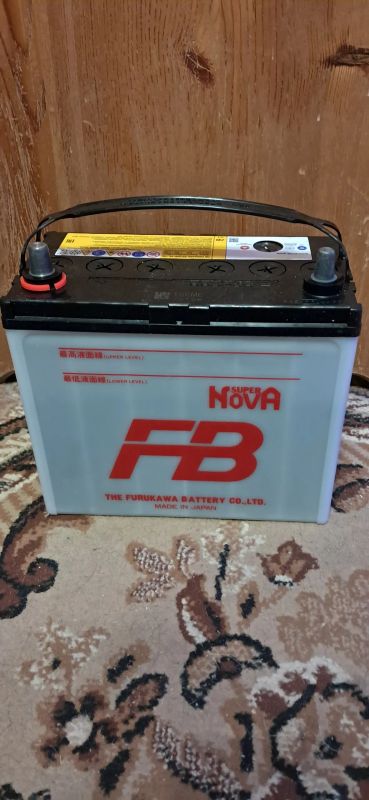 最高液面線(UPPER LEVEL)
最低液面線(LOWER LEVEL)
SUPER
NOVA
FB
THE FURUKAWA BATTERY CO.,LTD.
MADE IN JAPAN